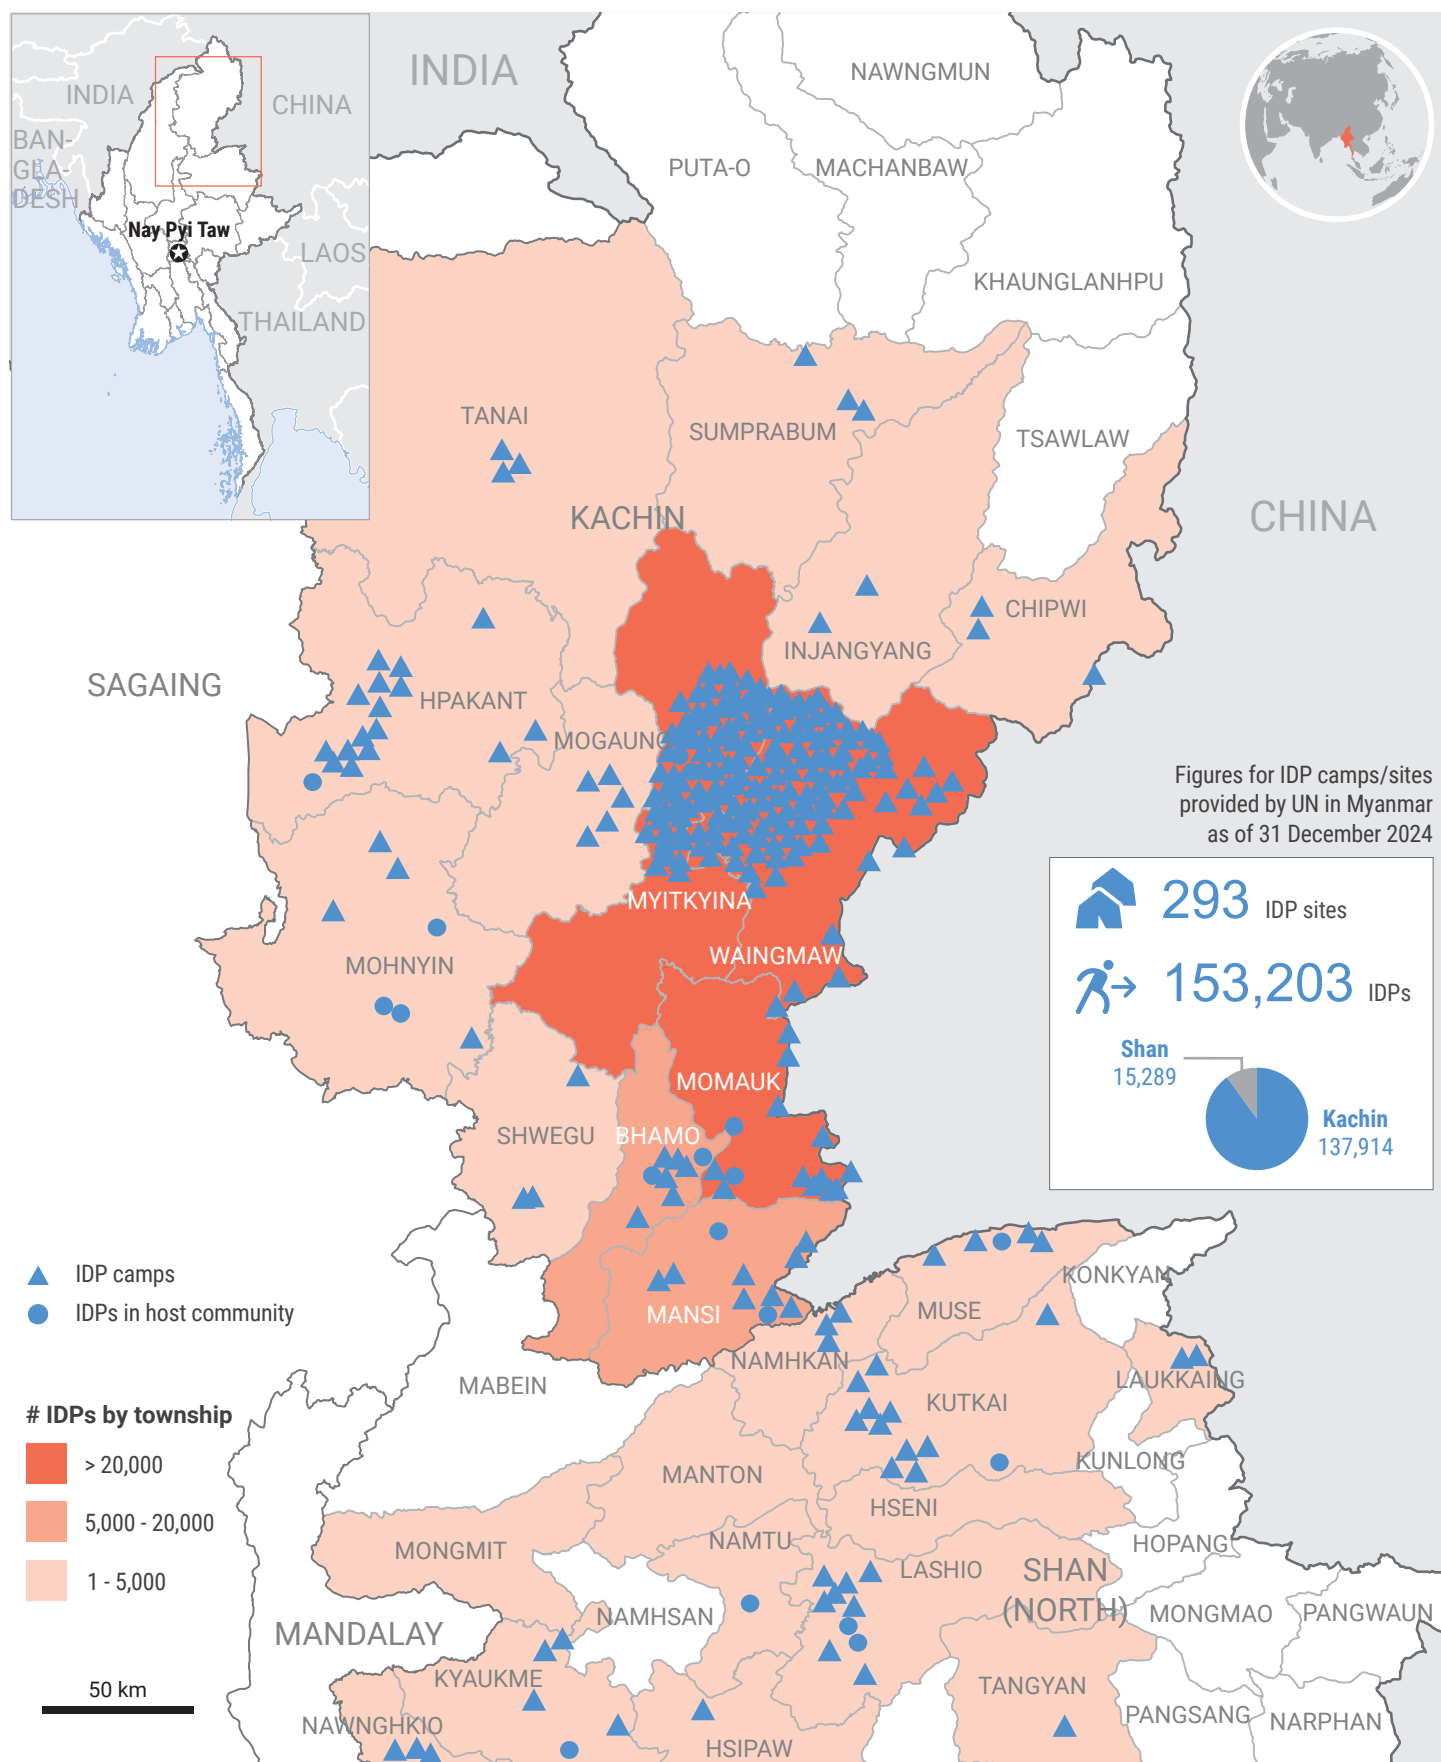 INDIA
CHINA
BAN-
GLA-
DESH
Nay Pyi Taw
LAOS
THAILAND
INDIA
NAWNGMUN
PUTA-O
MACHANBAW
KHAUNGLANHPU
TANAI
SUMPRABUM
TSAWLAW
KACHIN
CHINA
CHIPWI
INJANGYANG
SAGAING
HPAKANT
MOGAUNG
Figures for IDP camps/sites
provided by UN in Myanmar
as of 31 December 2024
293 IDP sites
153,203 IDPs
Shan
15,289
Kachin
137,914
MYITKYINA
WAINGMAW
MOHNYIN
MOMAUK
SHWEGU
BHAMO
IDP camps
IDPs in host community
KONKYAN
MUSE
MANSI
NAMHKAN
LAUKKAING
MABEIN
KUTKAI
# IDPs by township
> 20,000
5,000 - 20,000
1 - 5,000
KUNLONG
MANTON
HSENI
NAMTU
HOPANG
MONGMIT
LASHIO
SHAN
(NORTH)
NAMHSAN
MONGMAO
PANGWAUN
MANDALAY
KYAUKME
TANGYAN
50 km
PANGSANG
NARPHAN
NAWNGHKIO
HSIPAW